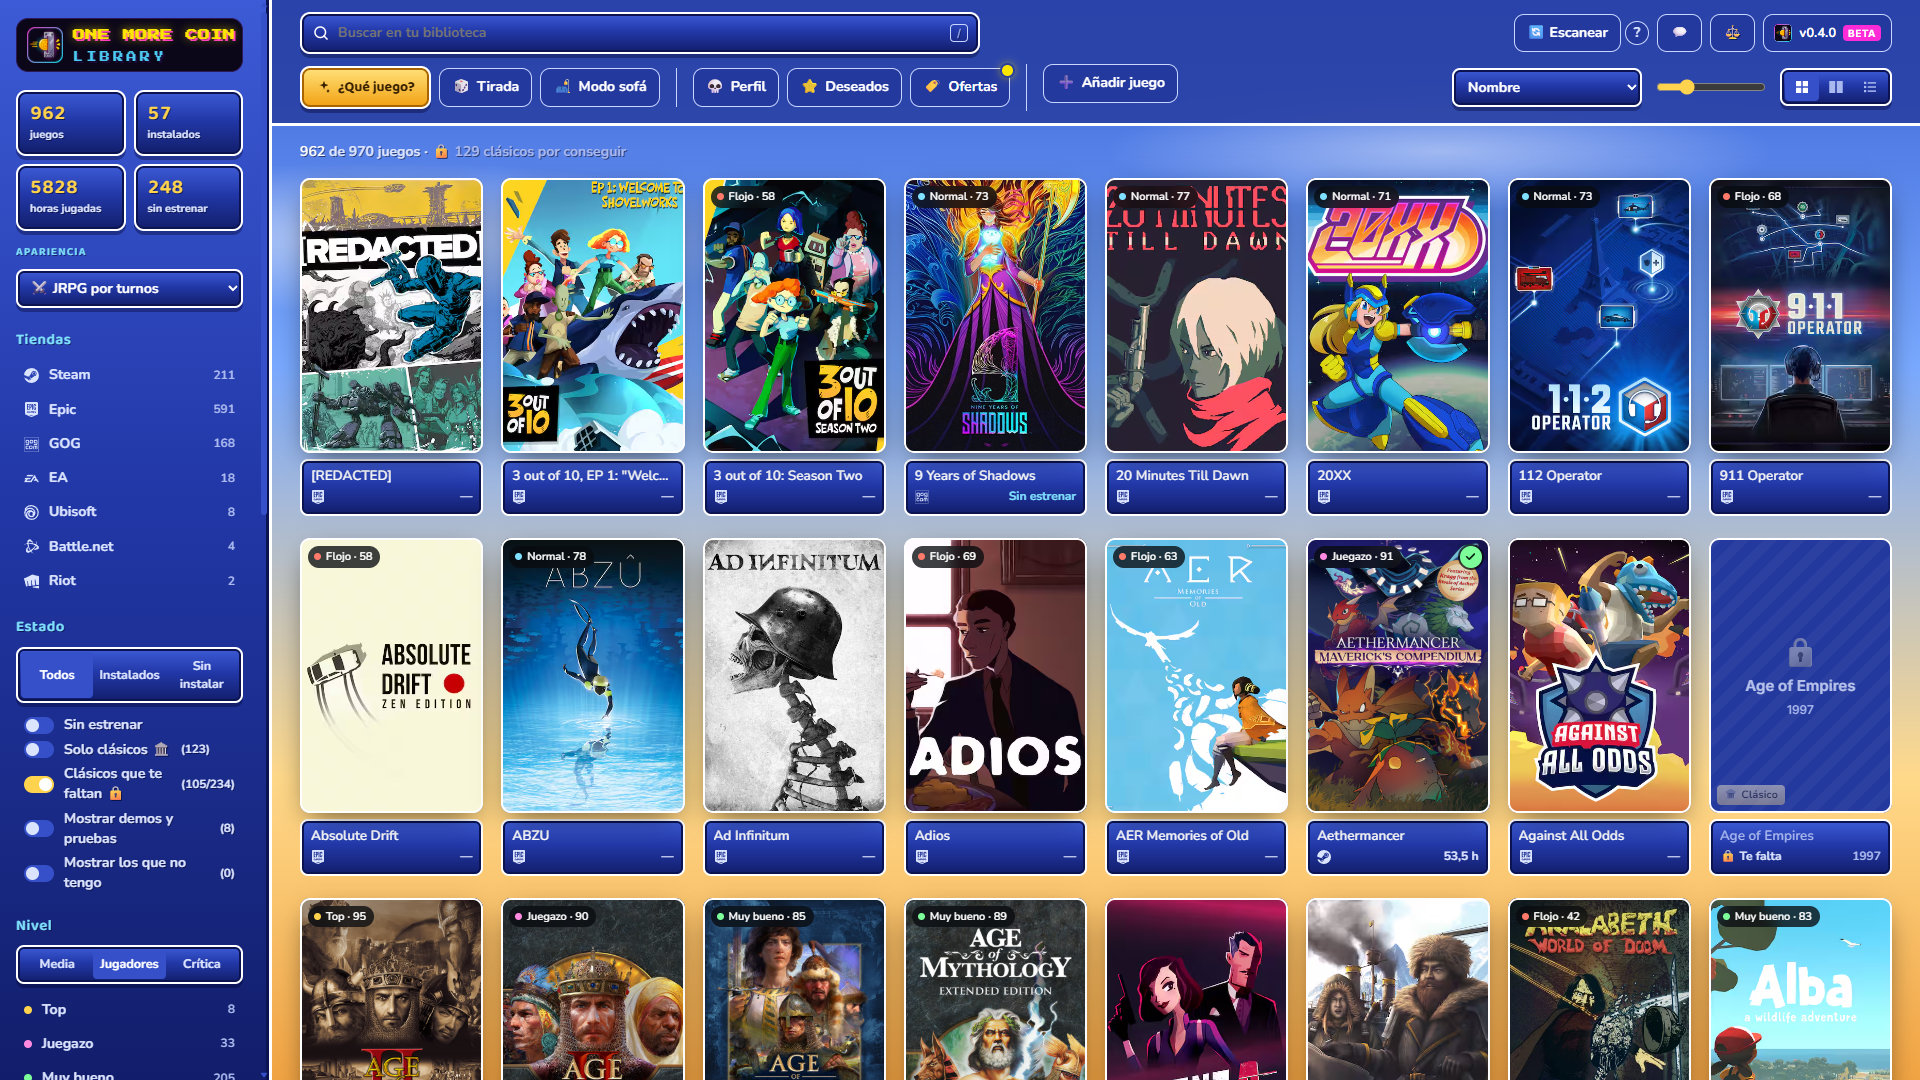 ONE MORE COIN
LIBRARY
962
juegos
57
instalados
5828
horas jugadas
248
sin estrenar
APARIENCIA
JRPG por turnos
Tiendas
Steam 211
Epic 591
GOG 168
EA 18
Ubisoft 8
Battle.net 4
Riot 2
Estado
Todos
Instalados
Sin instalar
Sin estrenar
Solo clásicos (123)
Clásicos que te faltan (105/234)
Mostrar demos y pruebas (8)
Mostrar los que no tengo (0)
Nivel
Media
Jugadores
Crítica
Top 8
Juegazo 33
Muy bueno 205
Buscar en tu biblioteca
/
Escanear
?
v0.4.0 BETA
¿Qué juego?
Tirada
Modo sofá
Perfil
Deseados
Ofertas
Añadir juego
Nombre
962 de 970 juegos · 129 clásicos por conseguir
[REDACTED]
EP 1: WELCOME TO
SHOVELWORKS
3 OUT
OF 10
Flojo · 58
3 OUT
OF 10
SEASON TWO
Normal · 73
NINE YEARS OF
SHADOWS
Normal · 77
20 MINUTES
TILL DAWN
Normal · 71
20XX
Normal · 73
1·1·2
OPERATOR
Flojo · 68
9·1·1
OPERATOR
[REDACTED]
—
3 out of 10, EP 1: "Welc...
—
3 out of 10: Season Two
—
9 Years of Shadows
Sin estrenar
20 Minutes Till Dawn
—
20XX
—
112 Operator
—
911 Operator
—
Flojo · 58
ABSOLUTE
DRIFT
ZEN EDITION
Normal · 78
ABZÛ
AD INFINITUM
Flojo · 69
ADIOS
Flojo · 63
AER
MEMORIES
OF
OLD
Juegazo · 91
AETHERMANCER
MAVERICK'S COMPENDIUM
AGAINST
ALL ODDS
Age of Empires
1997
Clásico
Absolute Drift
—
ABZU
—
Ad Infinitum
—
Adios
—
AER Memories of Old
—
Aethermancer
53,5 h
Against All Odds
—
Age of Empires
Te falta 1997
Top · 95
AGE
II
Juegazo · 90
AGE
Muy bueno · 85
AGE
OF
Muy bueno · 89
AGE
of
MYTHOLOGY
EXTENDED EDITION
Flojo · 42
AKALABETH
WORLD OF DOOM
Muy bueno · 83
Alba
a wildlife adventure